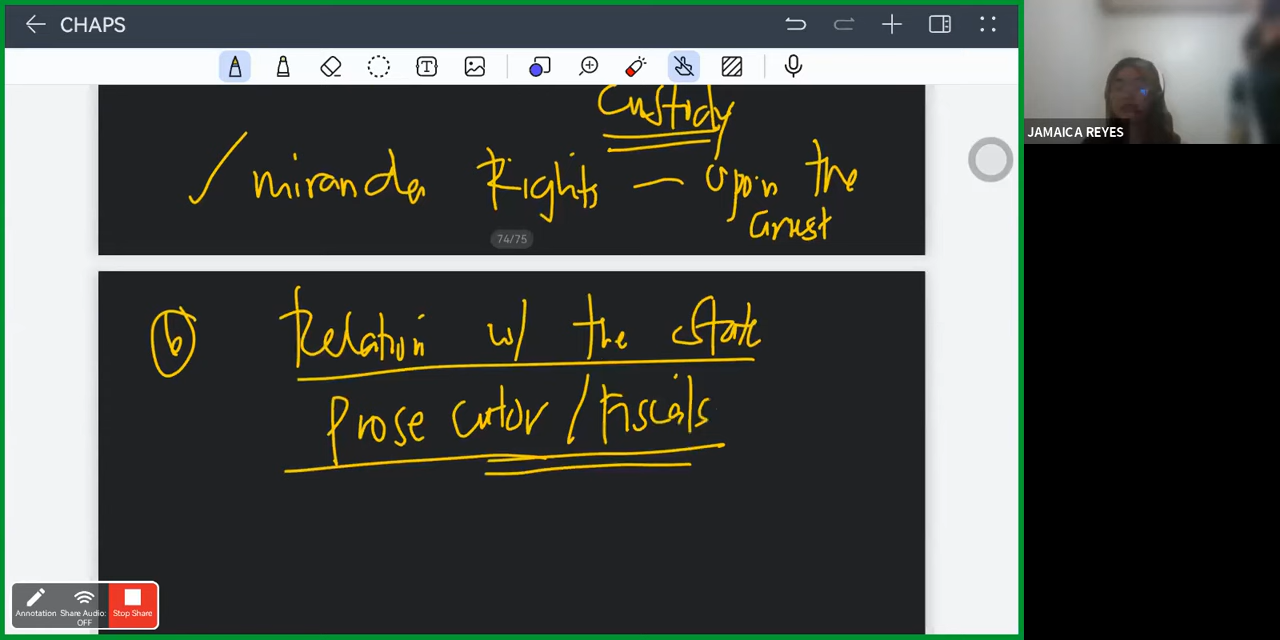 CHAPS
Custody
✓ miranda Rights — Upon the
arrest
74/75
JAMAICA REYES
6 Relation w/ the state
Prosecutor / Fiscals
Annotation Share Audio: OFF Stop Share